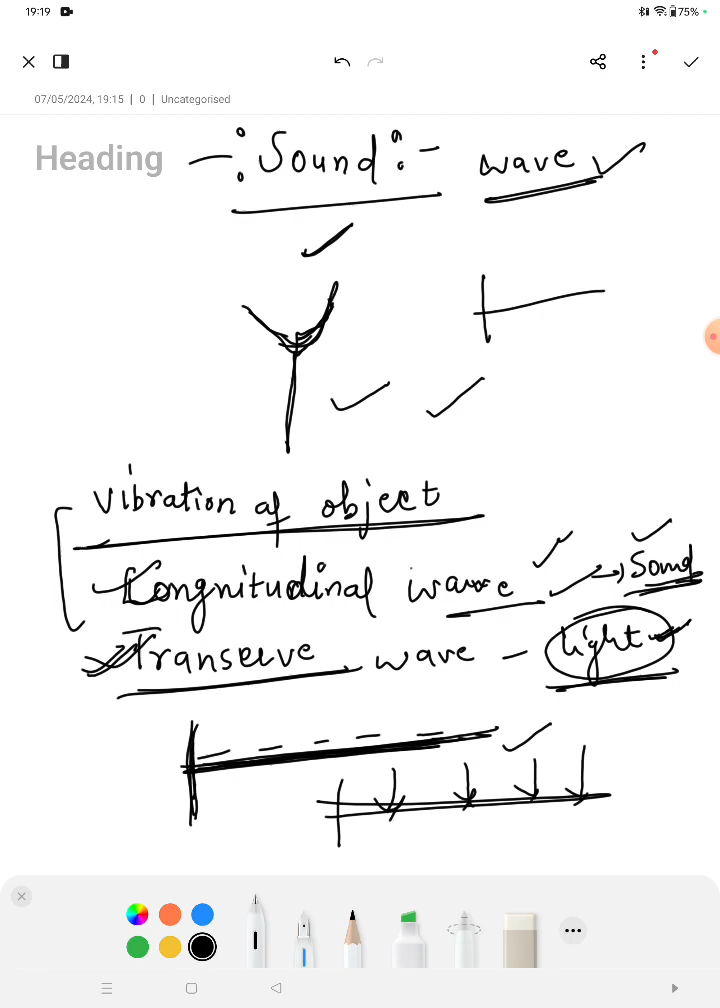 19:19
75%
07/05/2024, 19:15 | 0 | Uncategorised
Heading -: Sound :- wave
vibration of object
Longnitudinal wave → Sound
Transerve wave - light